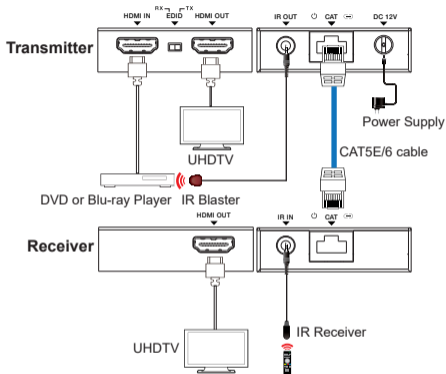 RX TX
HDMI IN EDID HDMI OUT IR OUT CAT DC 12V
Transmitter
Power Supply
UHDTV
CAT5E/6 cable
DVD or Blu-ray Player IR Blaster
HDMI OUT IR IN CAT
Receiver
IR Receiver
UHDTV